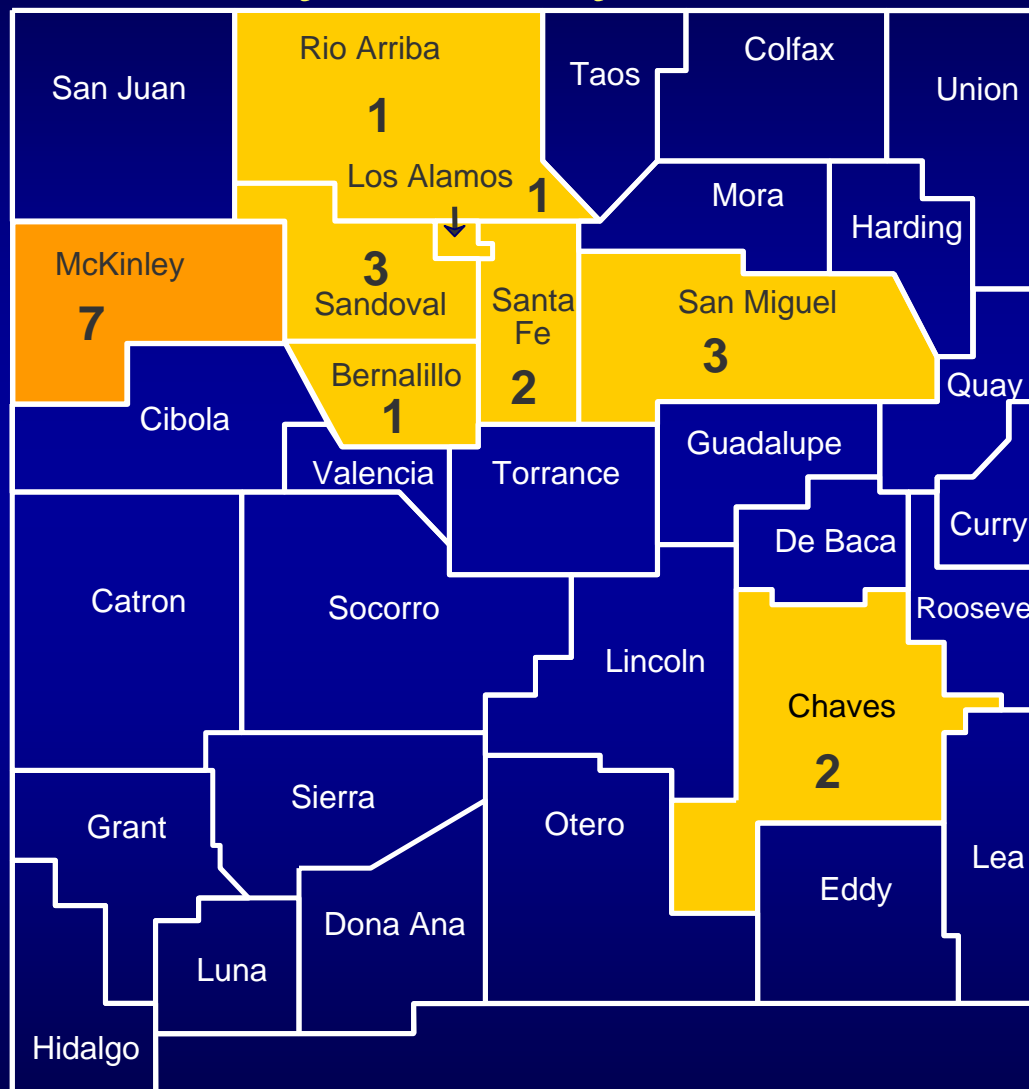 Rio Arriba
Colfax
Taos
San Juan
Union
1
Los Alamos
1
Mora
Harding
McKinley
3
7
Sandoval
Santa
Fe
San Miguel
3
Bernalillo
1
2
Quay
Cibola
Guadalupe
Valencia
Torrance
Curry
De Baca
Catron
Socorro
Rooseve
Lincoln
Chaves
2
Sierra
Grant
Otero
Lea
Eddy
Dona Ana
Luna
Hidalgo